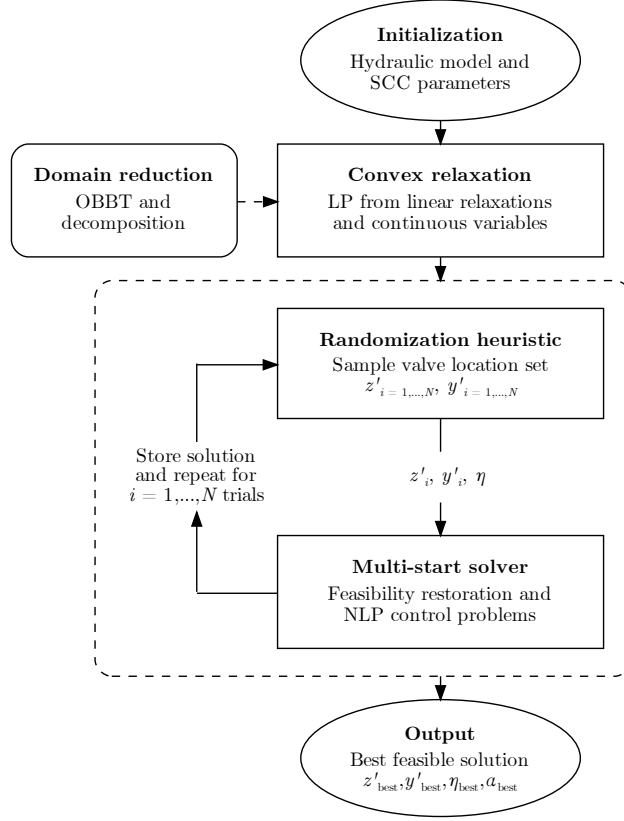 Initialization
Hydraulic model and
SCC parameters
Domain reduction
OBBT and
decomposition
Convex relaxation
LP from linear relaxations
and continuous variables
Randomization heuristic
Sample valve location set
z′i = 1,...,N, y′i = 1,...,N
Store solution
and repeat for
i = 1,...,N trials
z′i, y′i, η
Multi-start solver
Feasibility restoration and
NLP control problems
Output
Best feasible solution
z′best,y′best,ηbest,abest